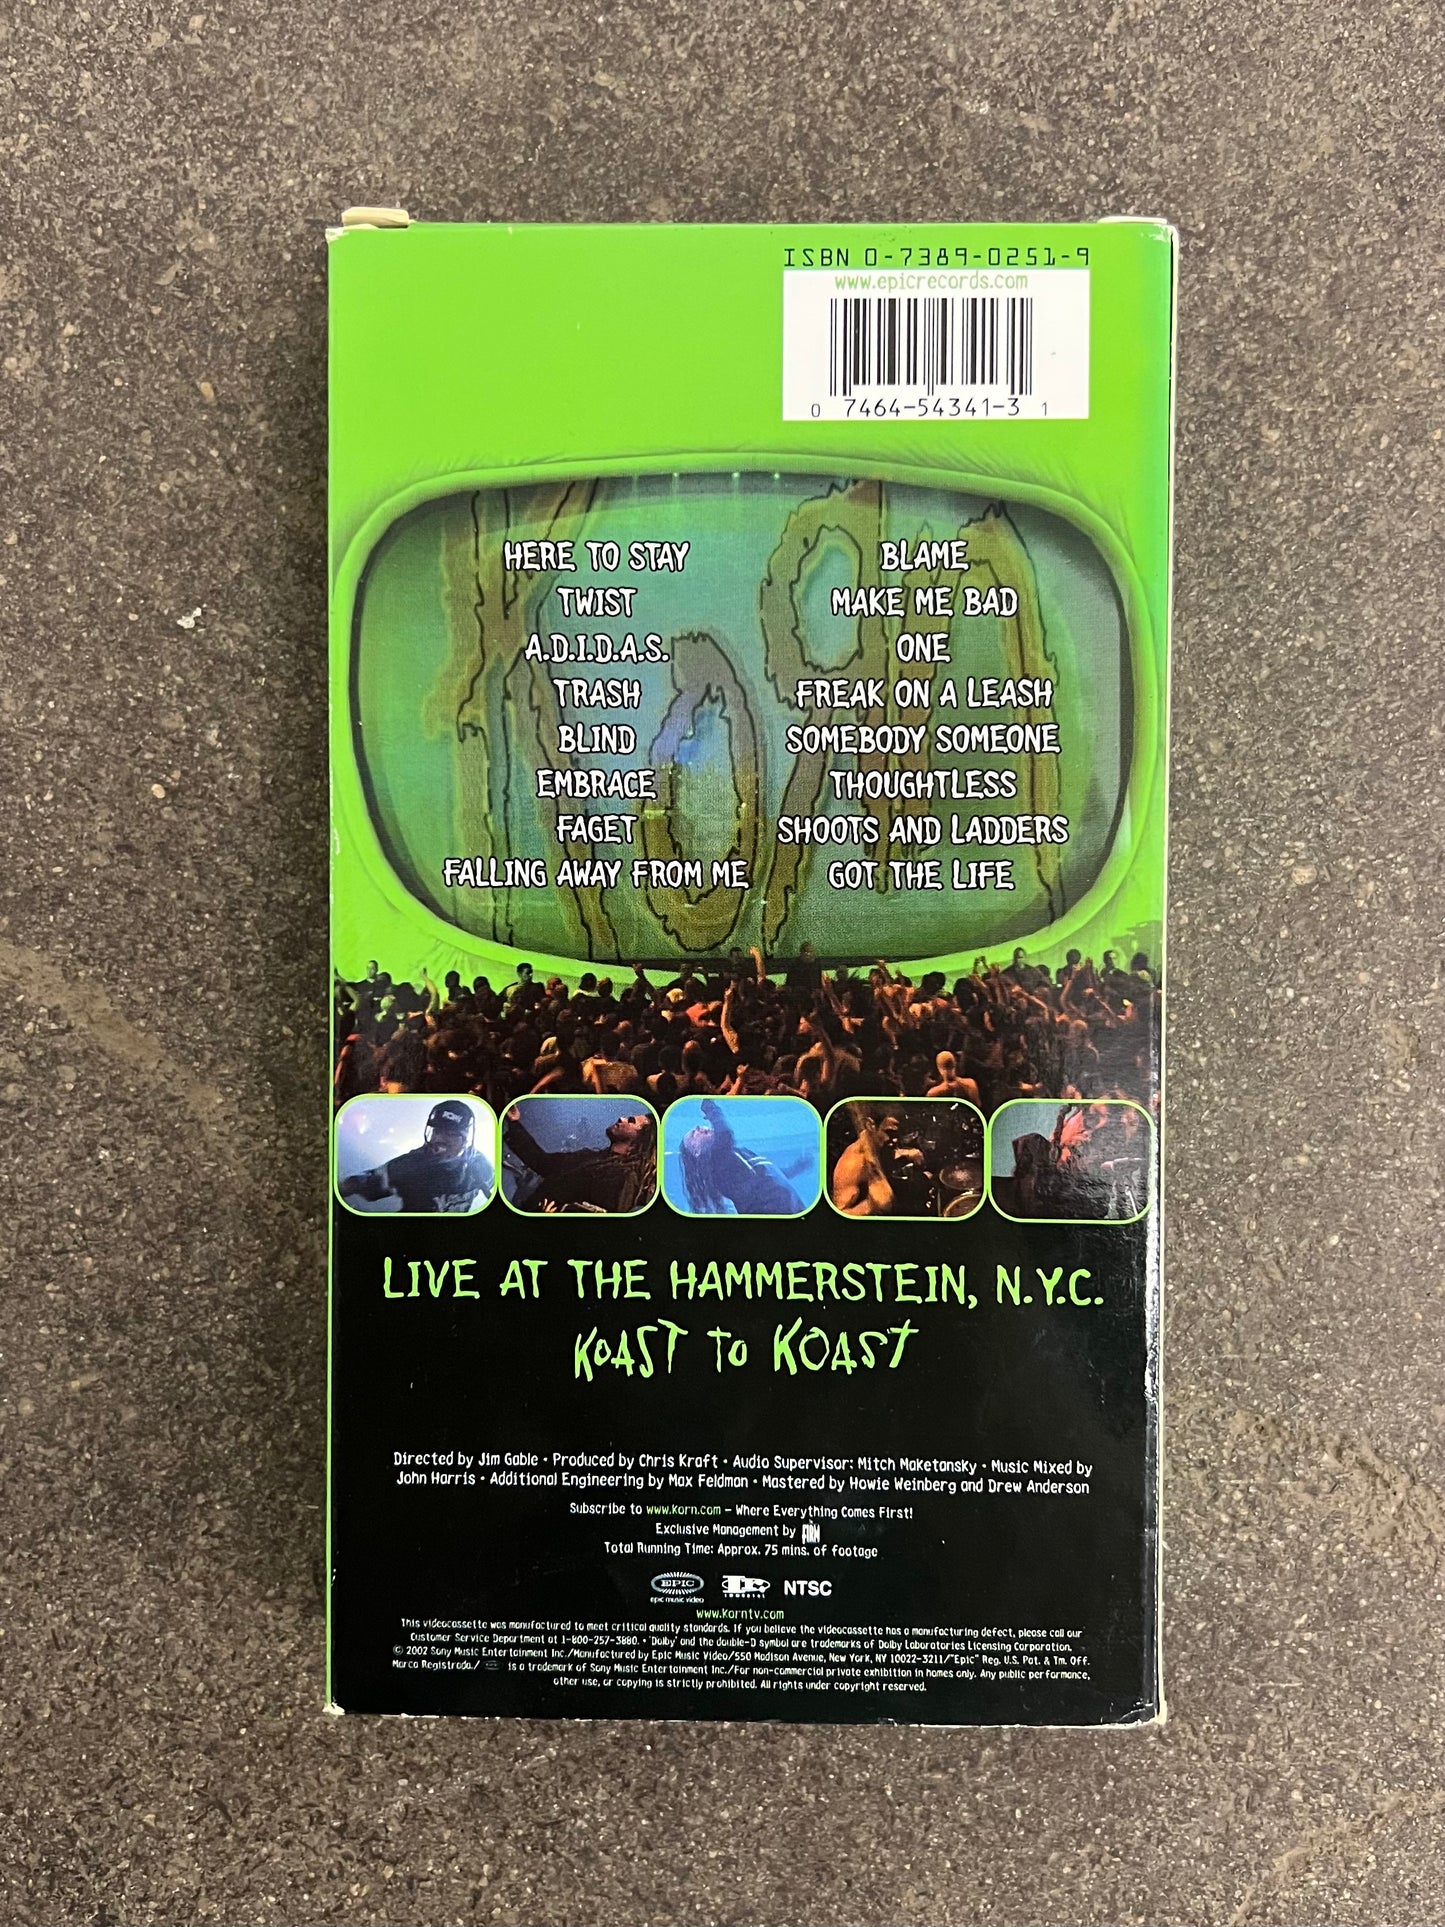 ISBN 0-7389-0251-9
www.epicrecords.com
0 7464-54341-3 1
HERE TO STAY
TWIST
A.D.I.D.A.S.
TRASH
BLIND
EMBRACE
FAGET
FALLING AWAY FROM ME
BLAME
MAKE ME BAD
ONE
FREAK ON A LEASH
SOMEBODY SOMEONE
THOUGHTLESS
SHOOTS AND LADDERS
GOT THE LIFE
LIVE AT THE HAMMERSTEIN, N.Y.C.
KOAST TO KOAST
Directed by Jim Gable • Produced by Chris Kraft • Audio Supervisor: Mitch Maketansky • Music Mixed by
John Harris • Additional Engineering by Max Feldman • Mastered by Howie Weinberg and Drew Anderson
Subscribe to www.korn.com – Where Everything Comes First!
Exclusive Management by FIRM
Total Running Time: Approx. 75 mins. of footage
EPIC
epic music video
NTSC
www.Korntv.com
This videocassette was manufactured to meet critical quality standards. If you believe the videocassette has a manufacturing defect, please call our
Customer Service Department at 1-800-257-3880. • 'Dolby' and the double-D symbol are trademarks of Dolby Laboratories Licensing Corporation.
© 2002 Sony Music Entertainment Inc./Manufactured by Epic Music Video/550 Madison Avenue, New York, NY 10022-3211/"Epic" Reg. U.S. Pat. & Tm. Off.
Marca Registrada./ is a trademark of Sony Music Entertainment Inc./For non-commercial private exhibition in homes only. Any public performance,
other use, or copying is strictly prohibited. All rights under copyright reserved.